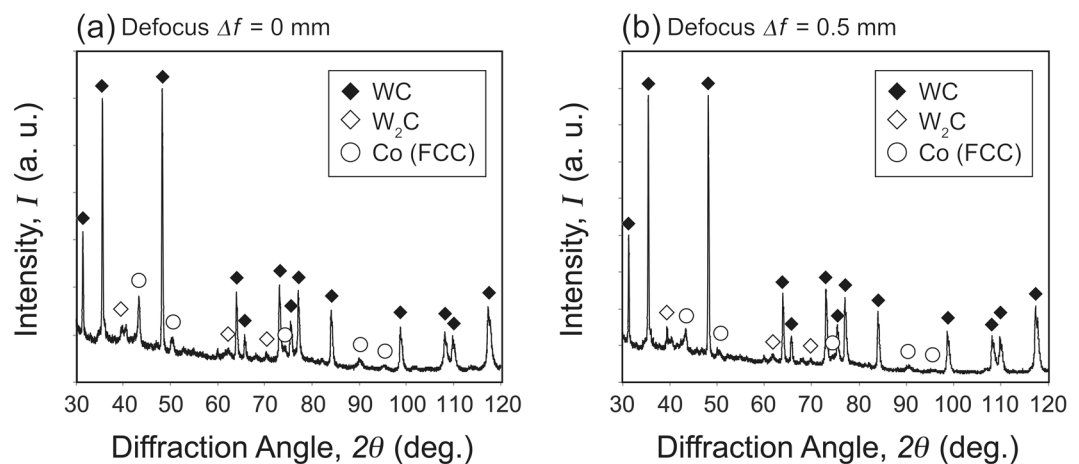 (a) Defocus Δf = 0 mm
Intensity, I (a. u.)
WC
W₂C
Co (FCC)
30 40 50 60 70 80 90 100 110 120
Diffraction Angle, 2θ (deg.)
(b) Defocus Δf = 0.5 mm
Intensity, I (a. u.)
WC
W₂C
Co (FCC)
30 40 50 60 70 80 90 100 110 120
Diffraction Angle, 2θ (deg.)